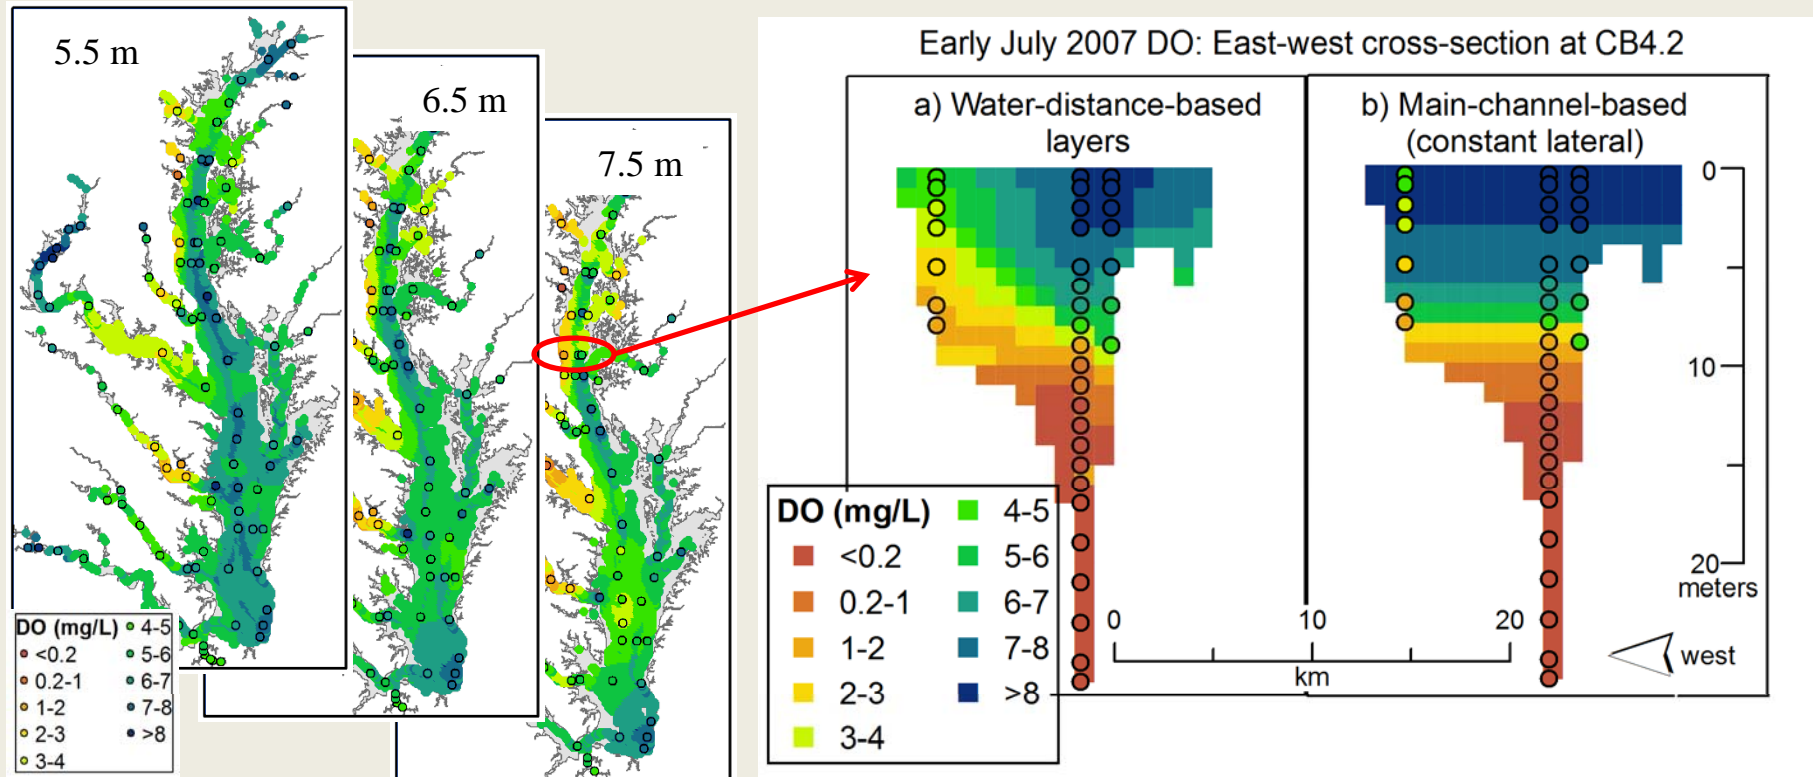 5.5 m
6.5 m
7.5 m
DO (mg/L)
<0.2
0.2-1
1-2
2-3
3-4
4-5
5-6
6-7
7-8
>8
Early July 2007 DO: East-west cross-section at CB4.2
a) Water-distance-based
layers
b) Main-channel-based
(constant lateral)
0
10
20
meters
DO (mg/L)
<0.2
0.2-1
1-2
2-3
3-4
4-5
5-6
6-7
7-8
>8
0
10
20
km
west